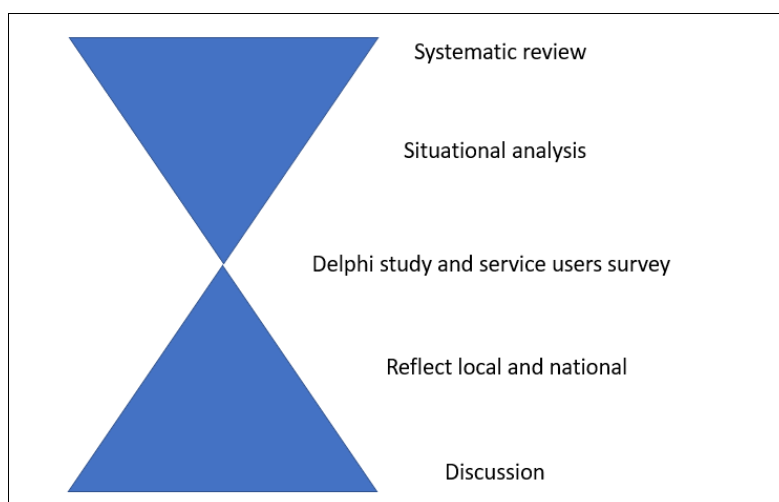 Systematic review
Situational analysis
Delphi study and service users survey
Reflect local and national
Discussion